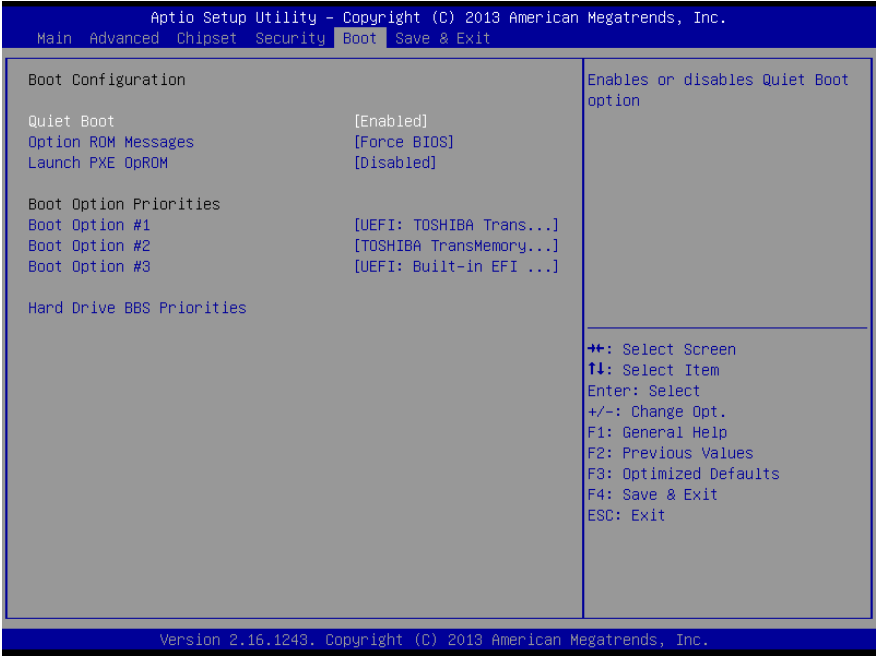 Aptio Setup Utility – Copyright (C) 2013 American Megatrends, Inc.
Main Advanced Chipset Security Boot Save & Exit
Boot Configuration
Quiet Boot [Enabled]
Option ROM Messages [Force BIOS]
Launch PXE OpROM [Disabled]
Boot Option Priorities
Boot Option #1 [UEFI: TOSHIBA Trans...]
Boot Option #2 [TOSHIBA TransMemory...]
Boot Option #3 [UEFI: Built-in EFI ...]
Hard Drive BBS Priorities
Enables or disables Quiet Boot
option
→←: Select Screen
↑↓: Select Item
Enter: Select
+/-: Change Opt.
F1: General Help
F2: Previous Values
F3: Optimized Defaults
F4: Save & Exit
ESC: Exit
Version 2.16.1243. Copyright (C) 2013 American Megatrends, Inc.